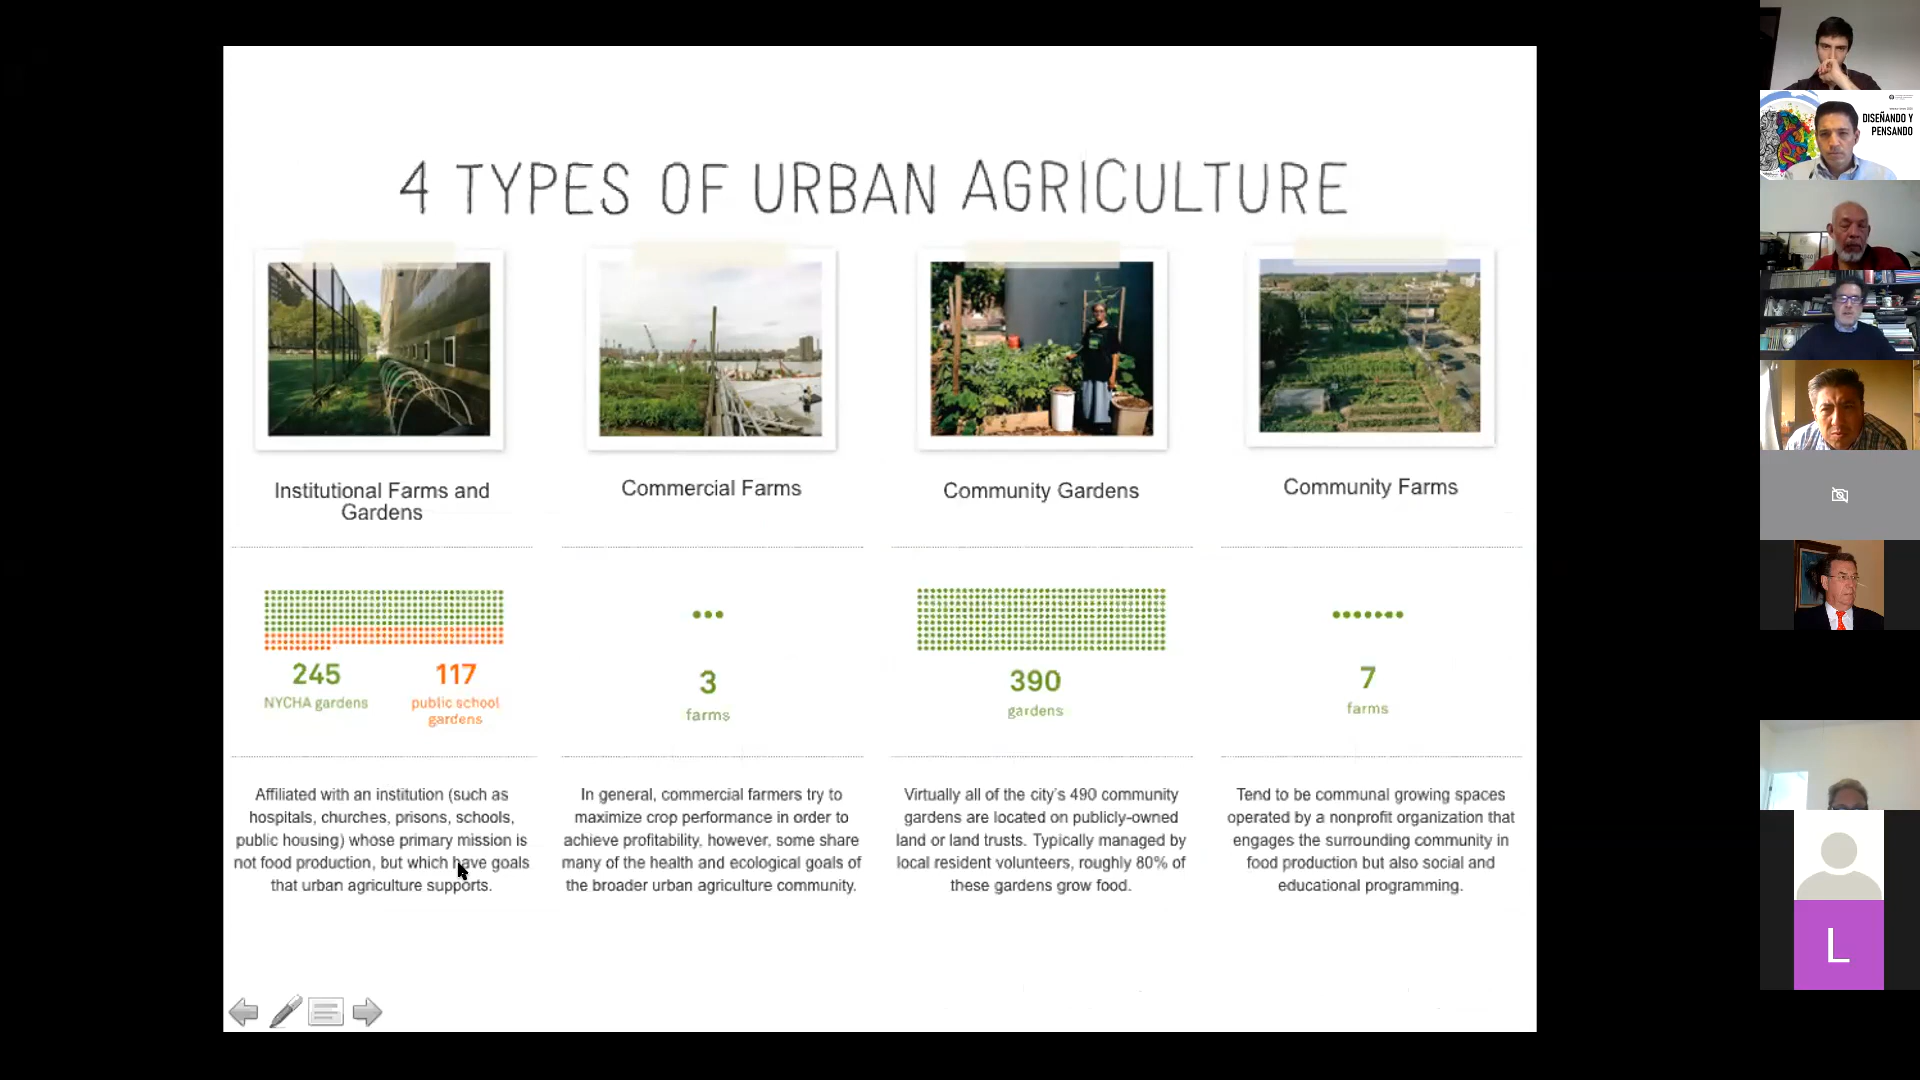 4 TYPES OF URBAN AGRICULTURE
Institutional Farms and
Gardens
Commercial Farms
Community Gardens
Community Farms
245
NYCHA gardens
117
public school
gardens
3
farms
390
gardens
7
farms
Affiliated with an institution (such as
hospitals, churches, prisons, schools,
public housing) whose primary mission is
not food production, but which have goals
that urban agriculture supports.
In general, commercial farmers try to
maximize crop performance in order to
achieve profitability, however, some share
many of the health and ecological goals of
the broader urban agriculture community.
Virtually all of the city's 490 community
gardens are located on publicly-owned
land or land trusts. Typically managed by
local resident volunteers, roughly 80% of
these gardens grow food.
Tend to be communal growing spaces
operated by a nonprofit organization that
engages the surrounding community in
food production but also social and
educational programming.
DISEÑANDO Y
PENSANDO
L